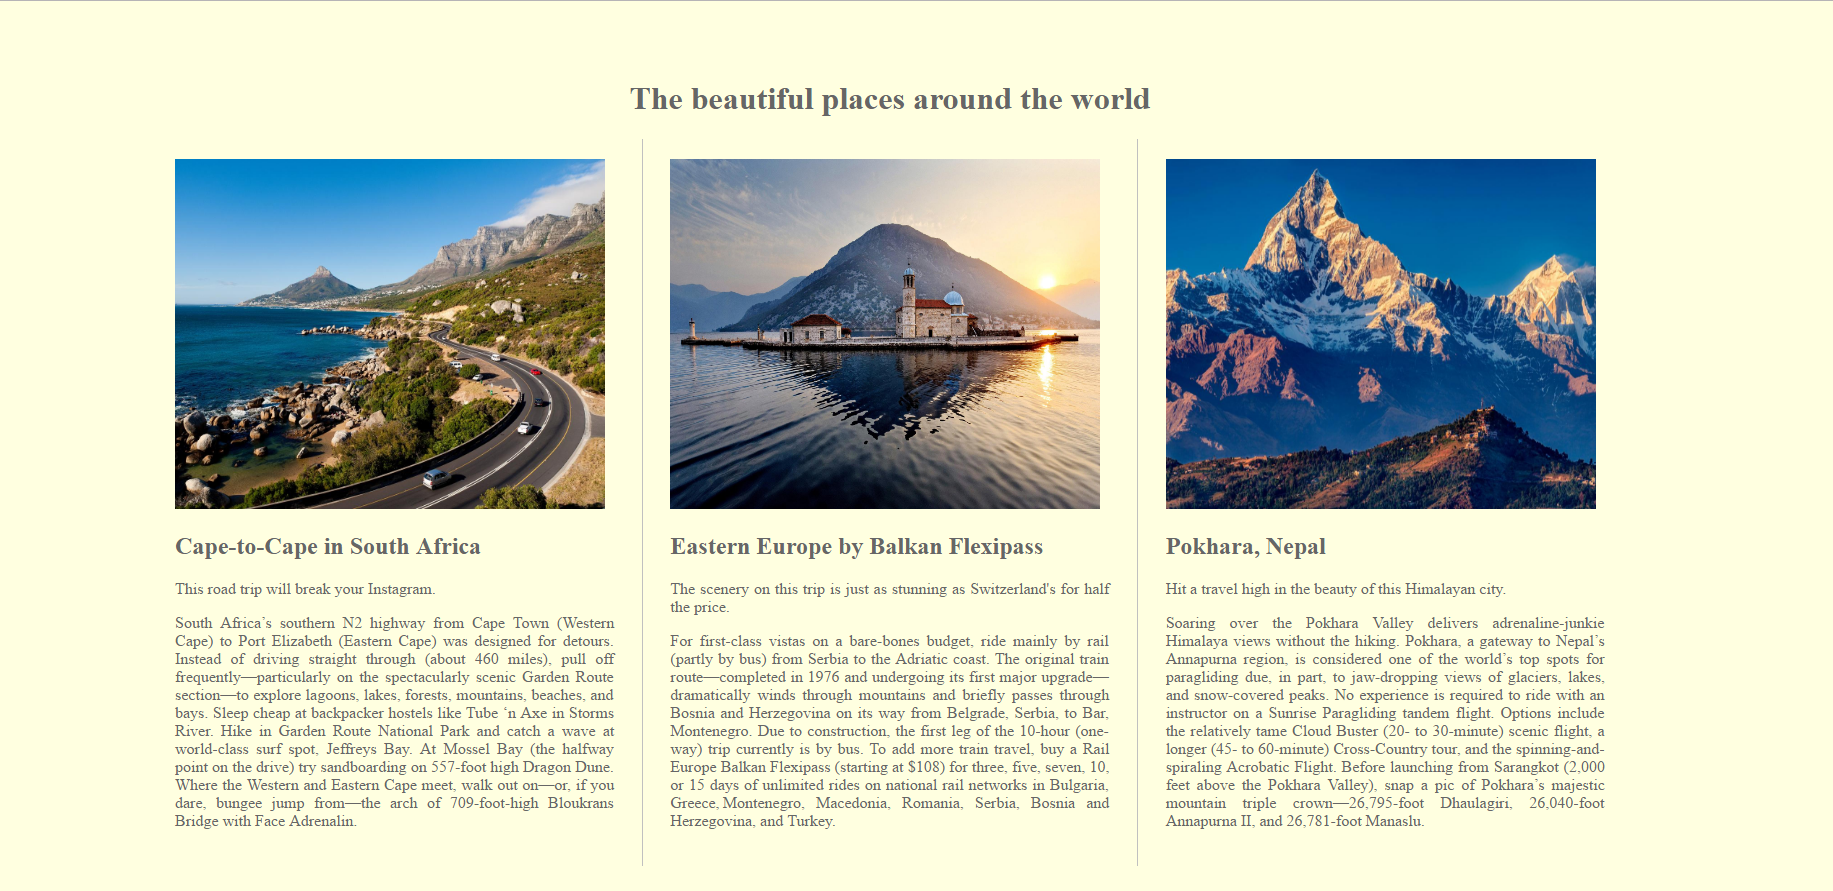 The beautiful places around the world
Cape-to-Cape in South Africa
This road trip will break your Instagram.
South Africa’s southern N2 highway from Cape Town (Western
Cape) to Port Elizabeth (Eastern Cape) was designed for detours.
Instead of driving straight through (about 460 miles), pull off
frequently—particularly on the spectacularly scenic Garden Route
section—to explore lagoons, lakes, forests, mountains, beaches, and
bays. Sleep cheap at backpacker hostels like Tube ‘n Axe in Storms
River. Hike in Garden Route National Park and catch a wave at
world-class surf spot, Jeffreys Bay. At Mossel Bay (the halfway
point on the drive) try sandboarding on 557-foot high Dragon Dune.
Where the Western and Eastern Cape meet, walk out on—or, if you
dare, bungee jump from—the arch of 709-foot-high Bloukrans
Bridge with Face Adrenalin.
Eastern Europe by Balkan Flexipass
The scenery on this trip is just as stunning as Switzerland's for half
the price.
For first-class vistas on a bare-bones budget, ride mainly by rail
(partly by bus) from Serbia to the Adriatic coast. The original train
route—completed in 1976 and undergoing its first major upgrade—
dramatically winds through mountains and briefly passes through
Bosnia and Herzegovina on its way from Belgrade, Serbia, to Bar,
Montenegro. Due to construction, the first leg of the 10-hour (one-
way) trip currently is by bus. To add more train travel, buy a Rail
Europe Balkan Flexipass (starting at $108) for three, five, seven, 10,
or 15 days of unlimited rides on national rail networks in Bulgaria,
Greece, Montenegro, Macedonia, Romania, Serbia, Bosnia and
Herzegovina, and Turkey.
Pokhara, Nepal
Hit a travel high in the beauty of this Himalayan city.
Soaring over the Pokhara Valley delivers adrenaline-junkie
Himalaya views without the hiking. Pokhara, a gateway to Nepal’s
Annapurna region, is considered one of the world’s top spots for
paragliding due, in part, to jaw-dropping views of glaciers, lakes,
and snow-covered peaks. No experience is required to ride with an
instructor on a Sunrise Paragliding tandem flight. Options include
the relatively tame Cloud Buster (20- to 30-minute) scenic flight, a
longer (45- to 60-minute) Cross-Country tour, and the spinning-and-
spiraling Acrobatic Flight. Before launching from Sarangkot (2,000
feet above the Pokhara Valley), snap a pic of Pokhara’s majestic
mountain triple crown—26,795-foot Dhaulagiri, 26,040-foot
Annapurna II, and 26,781-foot Manaslu.